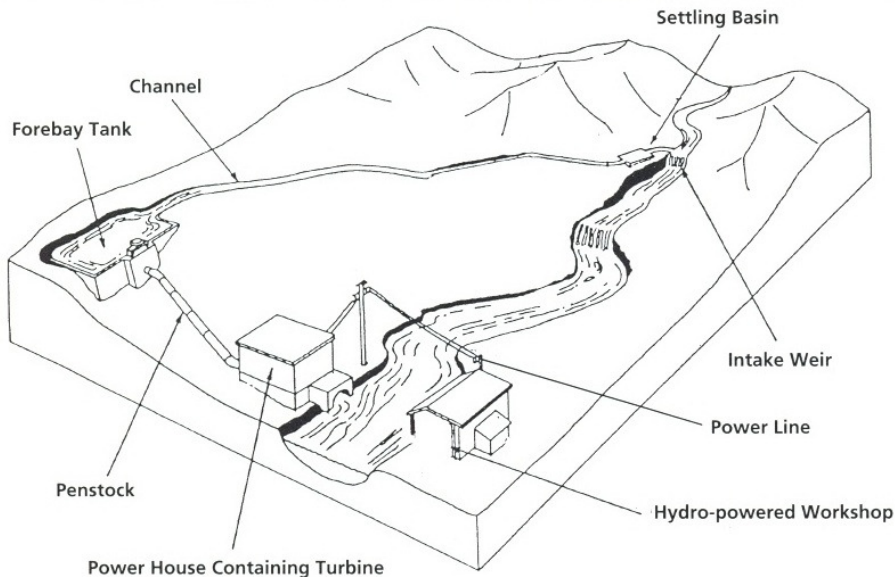 Settling Basin
Channel
Forebay Tank
Intake Weir
Power Line
Penstock
Hydro-powered Workshop
Power House Containing Turbine